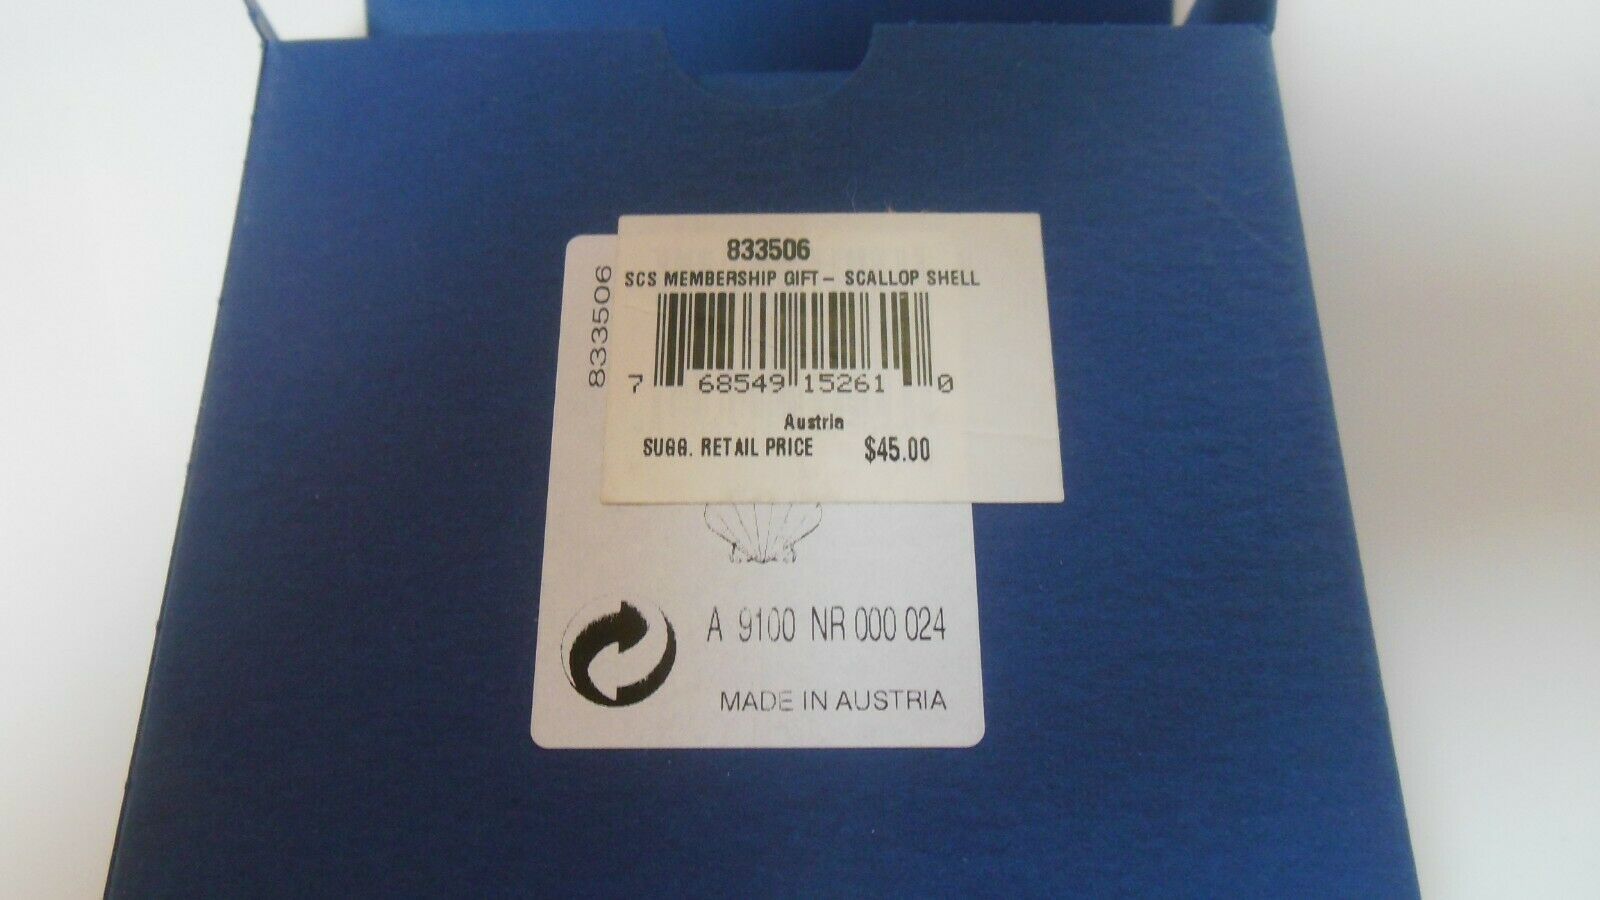 833506
SCS MEMBERSHIP GIFT- SCALLOP SHELL
7 68549 15261 0
Austria
SUGG. RETAIL PRICE $45.00
833506
A 9100 NR 000 024
MADE IN AUSTRIA